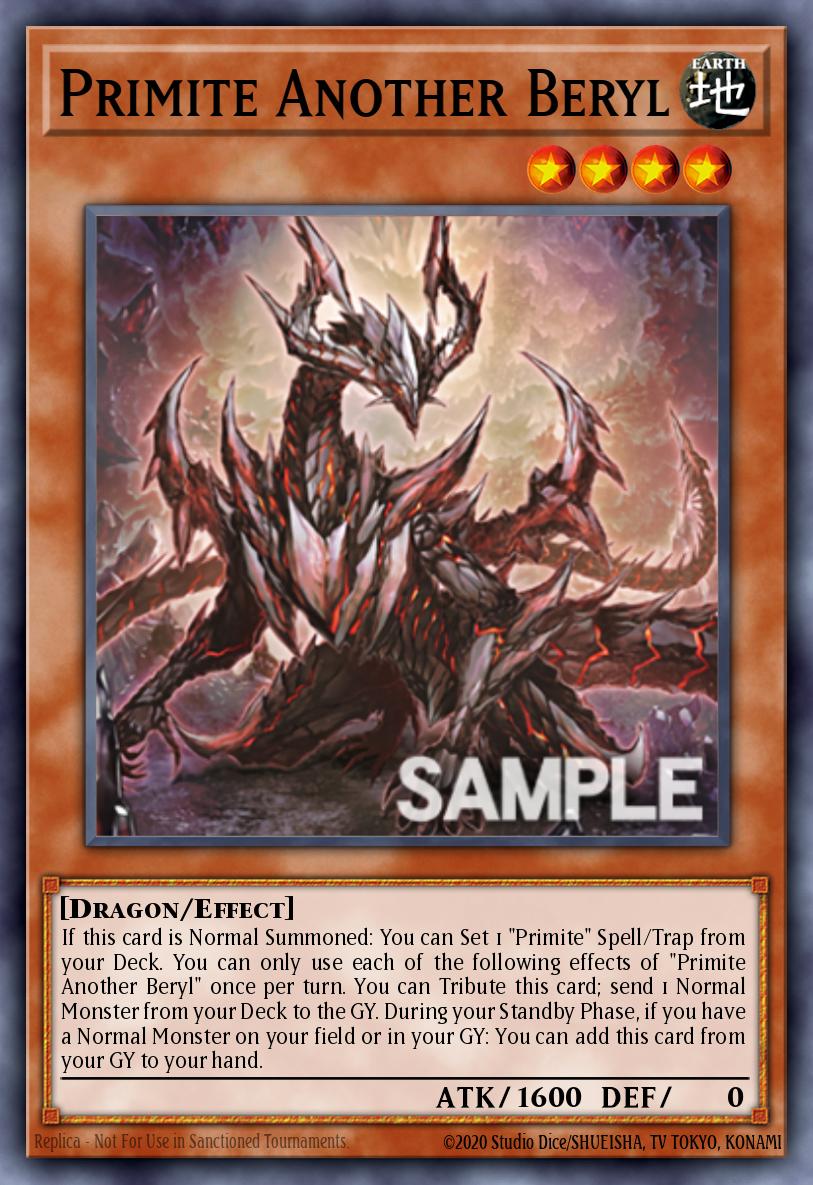 Primite Another Beryl
EARTH
地
SAMPLE
[Dragon/Effect]
If this card is Normal Summoned: You can Set 1 "Primite" Spell/Trap from
your Deck. You can only use each of the following effects of "Primite
Another Beryl" once per turn. You can Tribute this card; send 1 Normal
Monster from your Deck to the GY. During your Standby Phase, if you have
a Normal Monster on your field or in your GY: You can add this card from
your GY to your hand.
ATK/1600 DEF/ 0
Replica - Not For Use in Sanctioned Tournaments.
©2020 Studio Dice/SHUEISHA, TV TOKYO, KONAMI